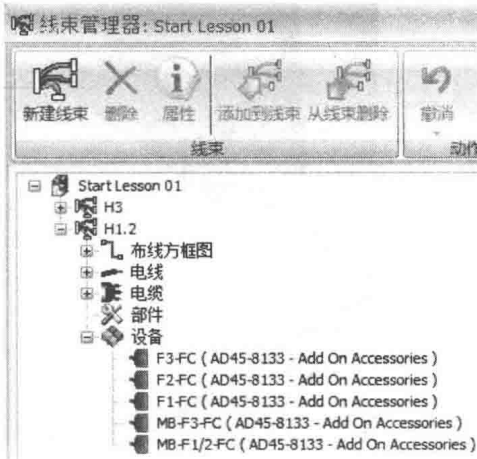 线束管理器: Start Lesson 01
新建线束 删除 属性 添加到线束 从线束删除 撤消
线束 动作
Start Lesson 01
H3
H1.2
布线方框图
电线
电缆
部件
设备
F3-FC ( AD45-8133 - Add On Accessories )
F2-FC ( AD45-8133 - Add On Accessories )
F1-FC ( AD45-8133 - Add On Accessories )
MB-F3-FC ( AD45-8133 - Add On Accessories )
MB-F1/2-FC ( AD45-8133 - Add On Accessories )